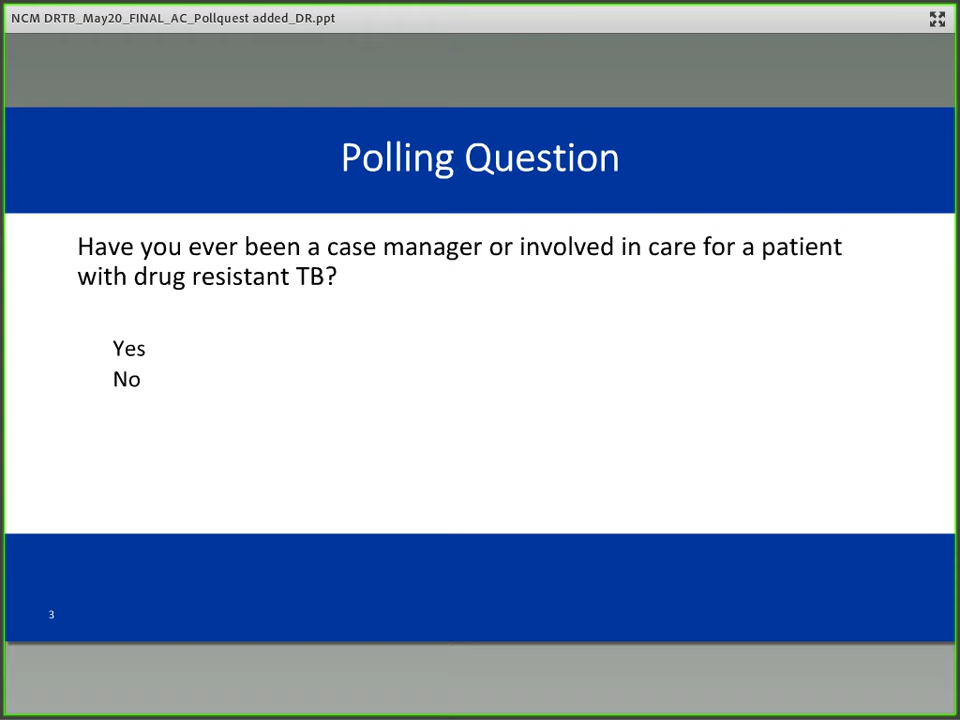 NCM DRTB_May20_FINAL_AC_Pollquest added_DR.ppt
Polling Question
Have you ever been a case manager or involved in care for a patient
with drug resistant TB?
Yes
No
3